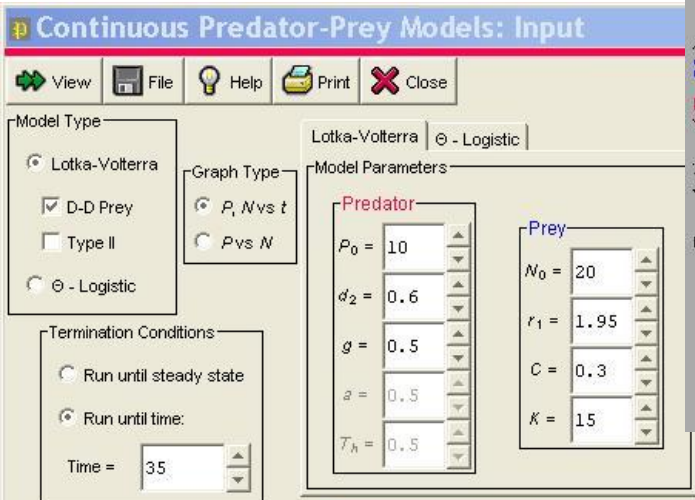 Continuous Predator-Prey Models: Input
View File Help Print Close
Model Type
Lotka-Volterra
D-D Prey
Type II
Θ - Logistic
Graph Type
P, N vs t
P vs N
Termination Conditions
Run until steady state
Run until time:
Time = 35
Lotka-Volterra Θ - Logistic
Model Parameters
Predator
P₀ = 10
d₂ = 0.6
g = 0.5
a = 0.5
Tₕ = 0.5
Prey
N₀ = 20
r₁ = 1.95
C = 0.3
K = 15